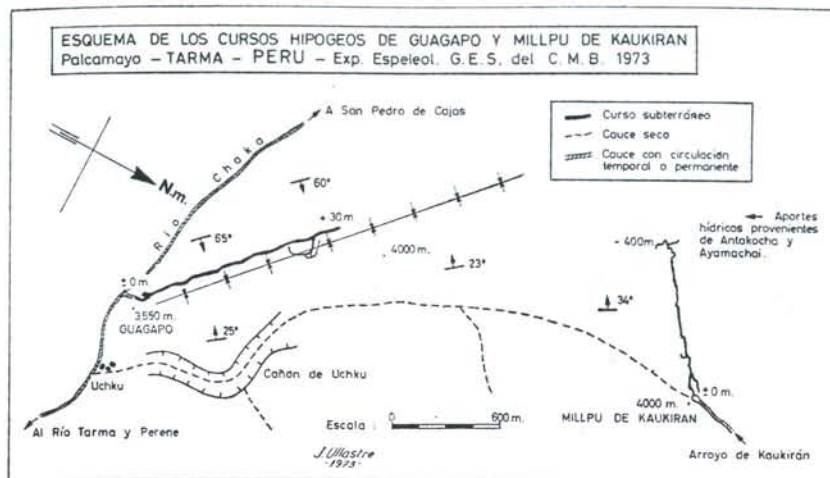 ESQUEMA DE LOS CURSOS HIPOGEOS DE GUAGAPO Y MILLPU DE KAUKIRAN
Palcamayo – TARMA – PERU – Exp. Espeleol. G.E.S. del C.M.B. 1973
A San Pedro de Cajas
Curso subterráneo
Cauce seco
Cauce con circulación
temporal o permanente
Río Chaka
N.m.
60°
+30 m
65°
Aportes
hídricos provenientes
de Antakocha y
Ayamachai.
-400m.
4000 m.
23°
±0 m.
3.550 m.
GUAGAPO
34°
25°
Uchku
Cañón de Uchku
±0 m.
4000 m.
MILLPU DE KAUKIRAN
Al Río Tarma y Perene
Escala :
0
600 m.
Arroyo de Kaukirán
J. Ullastre
-1973-